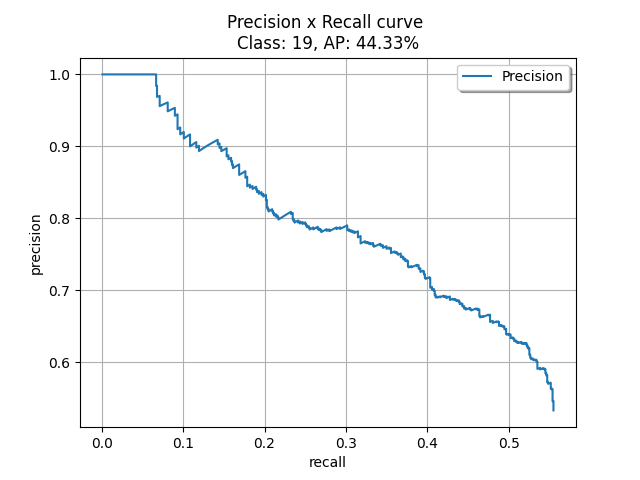 Precision x Recall curve
Class: 19, AP: 44.33%
Precision
1.0
0.9
0.8
0.7
0.6
precision
0.0 0.1 0.2 0.3 0.4 0.5
recall